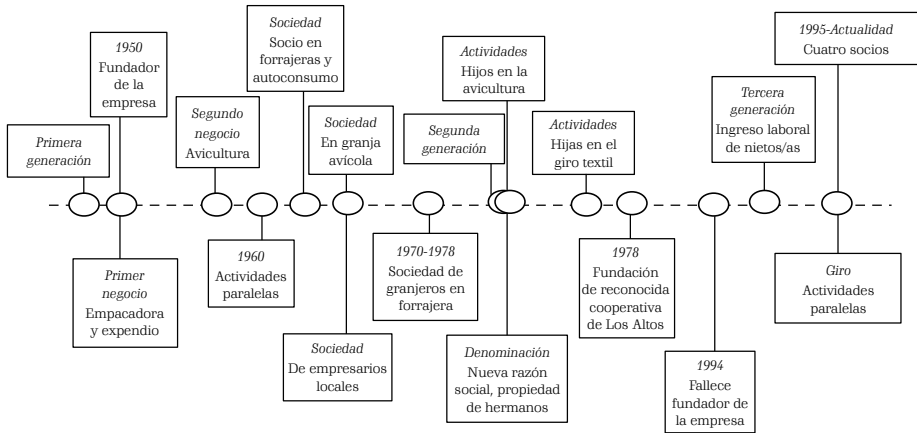 Primera
generación
1950
Fundador
de la
empresa
Primer
negocio
Empacadora
y expendio
Segundo
negocio
Avicultura
1960
Actividades
paralelas
Sociedad
Socio en
forrajeras y
autoconsumo
Sociedad
En granja
avícola
Sociedad
De empresarios
locales
1970-1978
Sociedad de
granjeros en
forrajera
Segunda
generación
Actividades
Hijos en la
avicultura
Denominación
Nueva razón
social, propiedad
de hermanos
Actividades
Hijas en el
giro textil
1978
Fundación
de reconocida
cooperativa
de Los Altos
1994
Fallece
fundador de
la empresa
Tercera
generación
Ingreso laboral
de nietos/as
1995-Actualidad
Cuatro socios
Giro
Actividades
paralelas